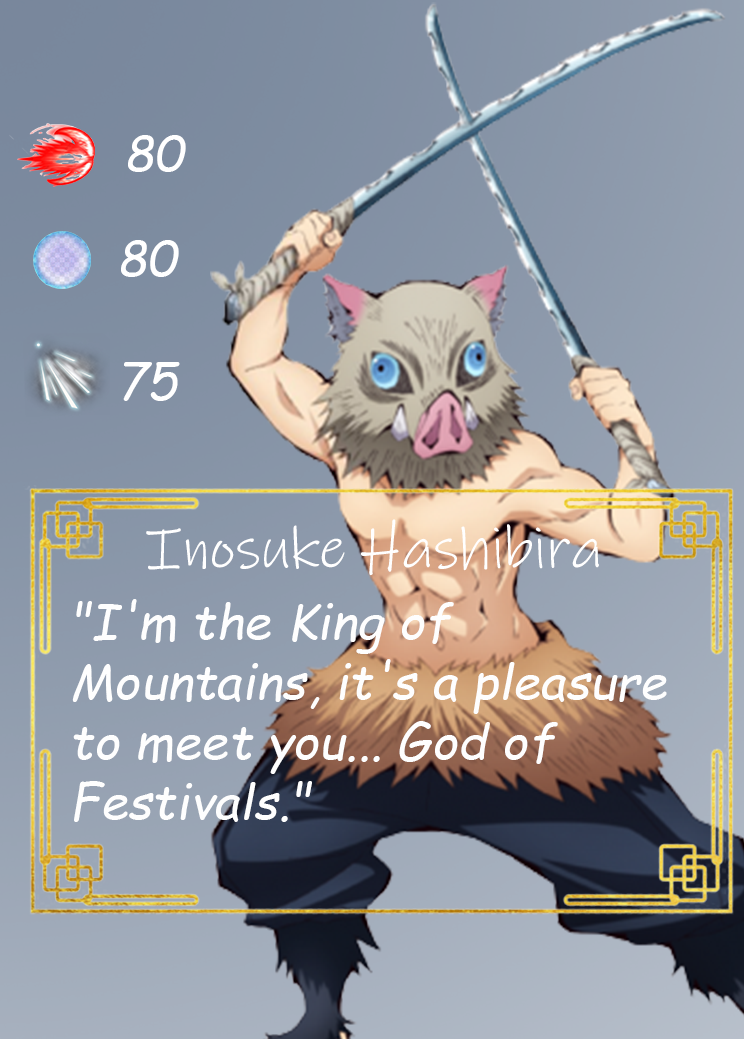 80
80
75
Inosuke Hashibira
"I'm the King of
Mountains, it's a pleasure
to meet you... God of
Festivals."